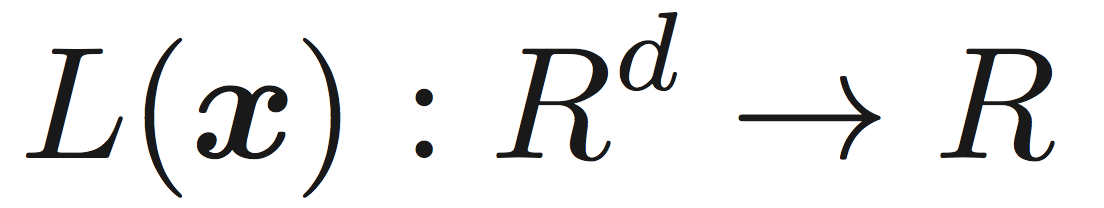 L(𝒙) : R^d → R